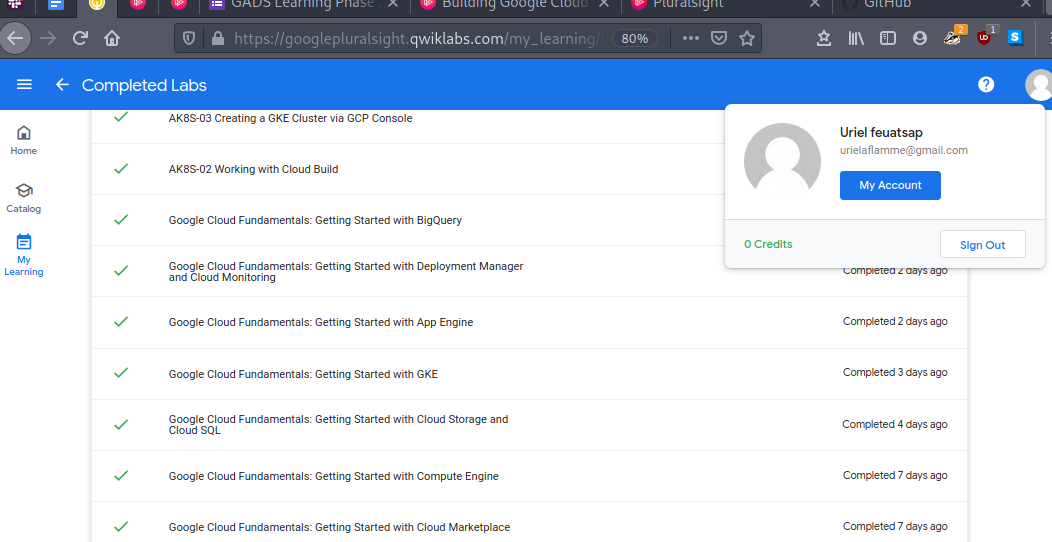 GADS Learning Phase
Building Google Cloud
Pluralsight
GitHub
https://googlepluralsight.qwiklabs.com/my_learning/
80%
2
1
Completed Labs
Home
Catalog
My
Learning
AK8S-03 Creating a GKE Cluster via GCP Console
AK8S-02 Working with Cloud Build
Google Cloud Fundamentals: Getting Started with BigQuery
Google Cloud Fundamentals: Getting Started with Deployment Manager
and Cloud Monitoring
Completed 2 days ago
Google Cloud Fundamentals: Getting Started with App Engine
Completed 2 days ago
Google Cloud Fundamentals: Getting Started with GKE
Completed 3 days ago
Google Cloud Fundamentals: Getting Started with Cloud Storage and
Cloud SQL
Completed 4 days ago
Google Cloud Fundamentals: Getting Started with Compute Engine
Completed 7 days ago
Google Cloud Fundamentals: Getting Started with Cloud Marketplace
Completed 7 days ago
Uriel feuatsap
urielaflamme@gmail.com
My Account
0 Credits
Sign Out